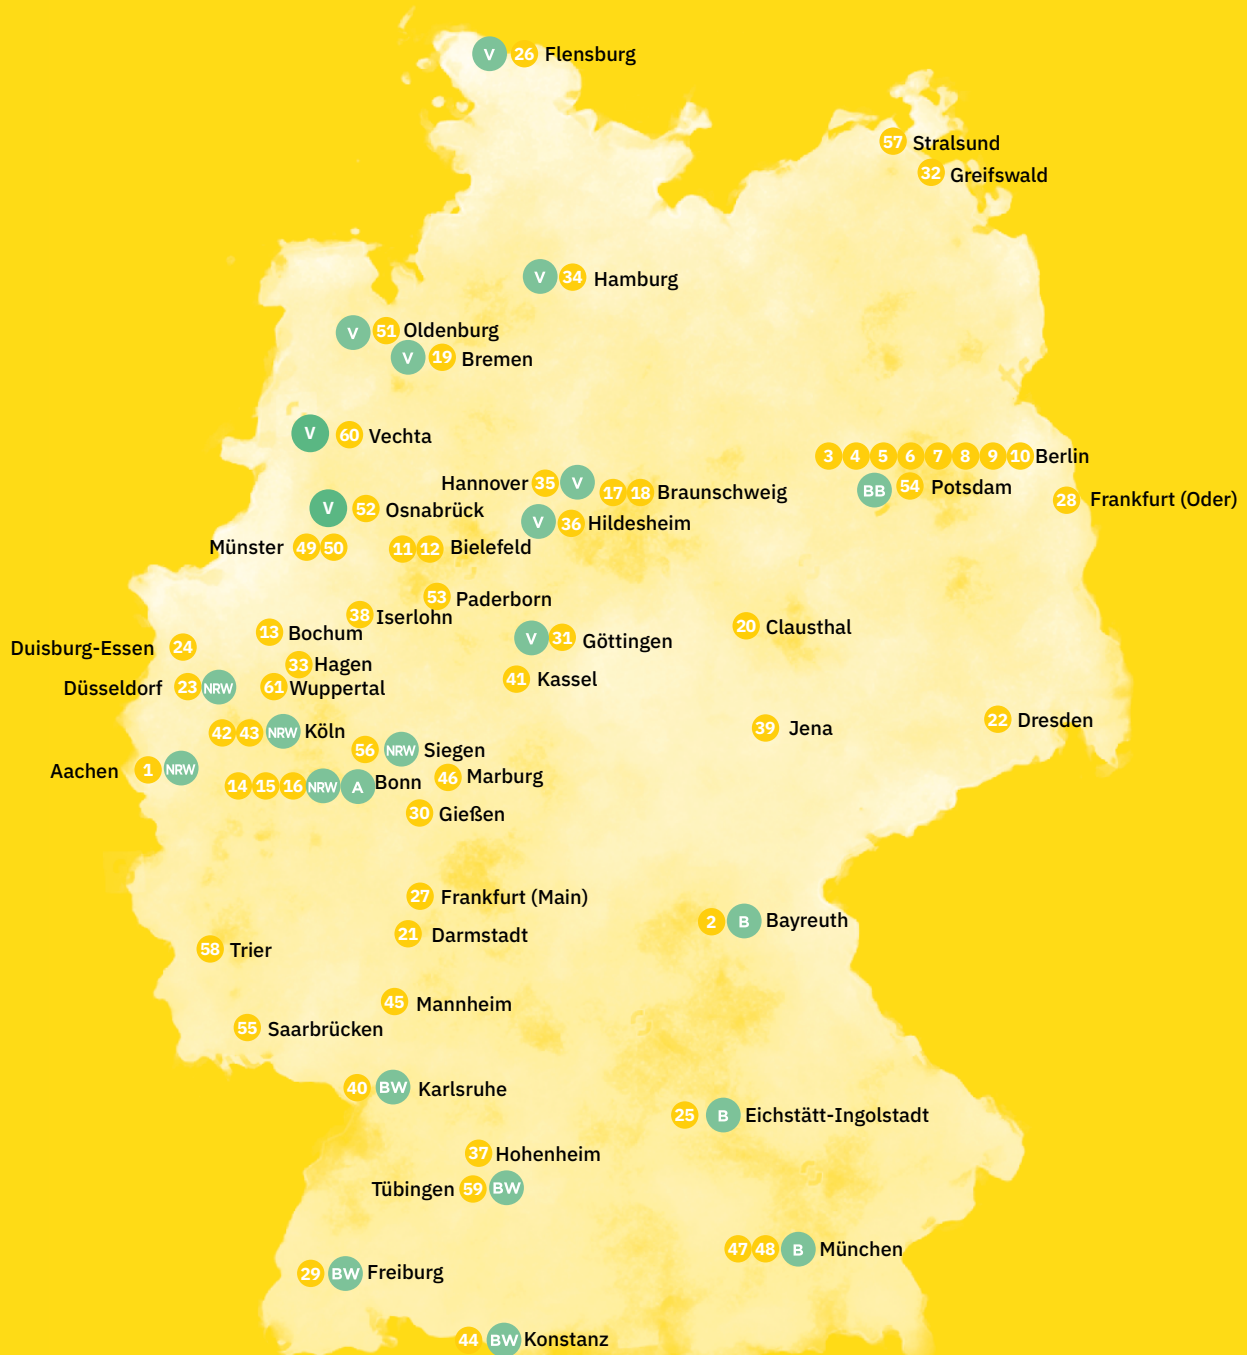 V 26 Flensburg
57 Stralsund
32 Greifswald
V 34 Hamburg
V 51 Oldenburg
V 19 Bremen
V 60 Vechta
3 4 5 6 7 8 9 10 Berlin
Hannover 35 V
17 18 Braunschweig
BB 54 Potsdam
28 Frankfurt (Oder)
V 52 Osnabrück
V 36 Hildesheim
Münster 49 50
11 12 Bielefeld
53 Paderborn
38 Iserlohn
13 Bochum
20 Clausthal
Duisburg-Essen 24
V 31 Göttingen
33 Hagen
41 Kassel
Düsseldorf 23 NRW
61 Wuppertal
22 Dresden
39 Jena
42 43 NRW Köln
56 NRW Siegen
Aachen 1 NRW
46 Marburg
14 15 16 NRW A Bonn
30 Gießen
27 Frankfurt (Main)
2 B Bayreuth
21 Darmstadt
58 Trier
45 Mannheim
55 Saarbrücken
40 BW Karlsruhe
25 B Eichstätt-Ingolstadt
37 Hohenheim
Tübingen 59 BW
47 48 B München
29 BW Freiburg
44 BW Konstanz